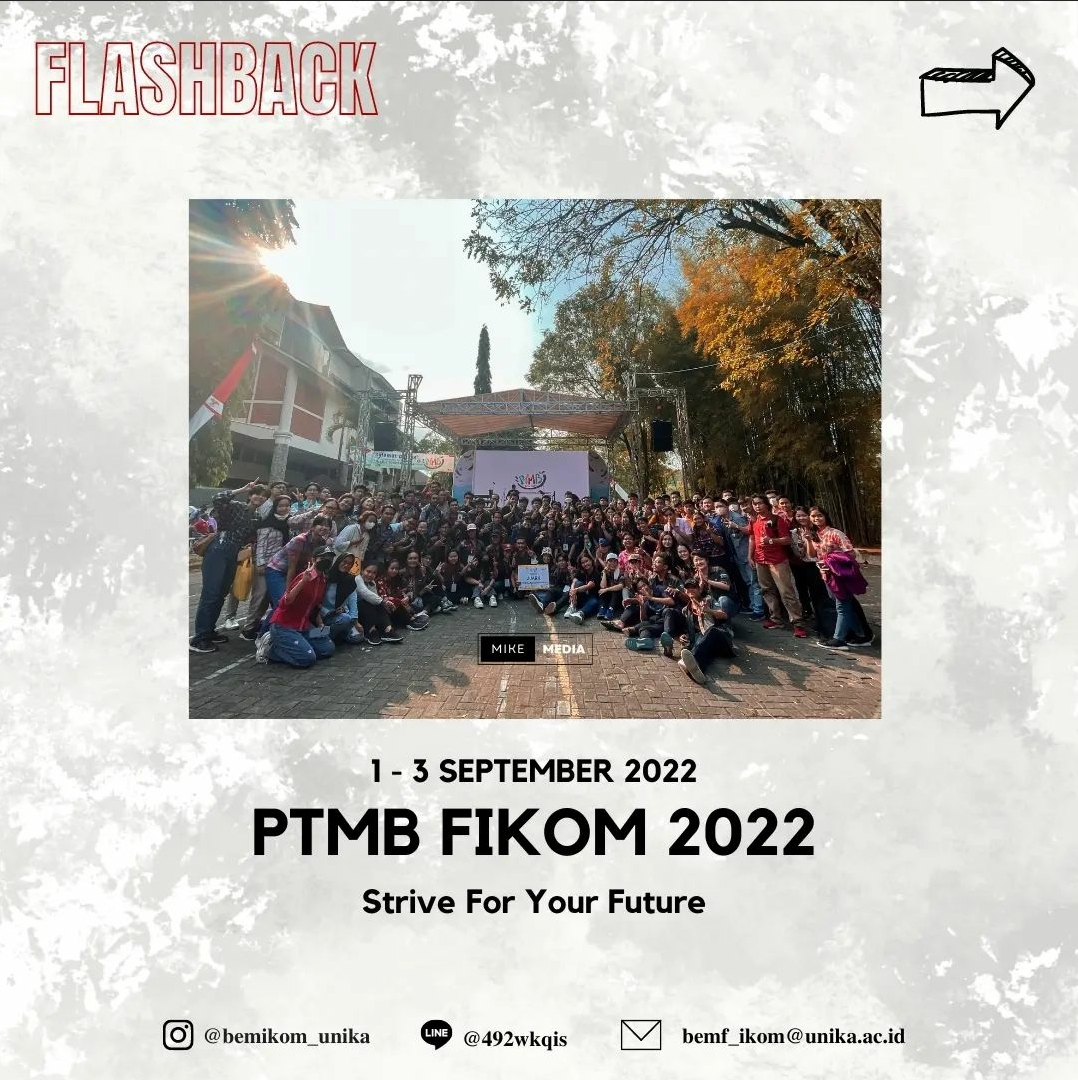 FLASHBACK
PMB
MIKE MEDIA
1 - 3 SEPTEMBER 2022
PTMB FIKOM 2022
Strive For Your Future
@bemikom_unika
LINE
@492wkqis
bemf_ikom@unika.ac.id